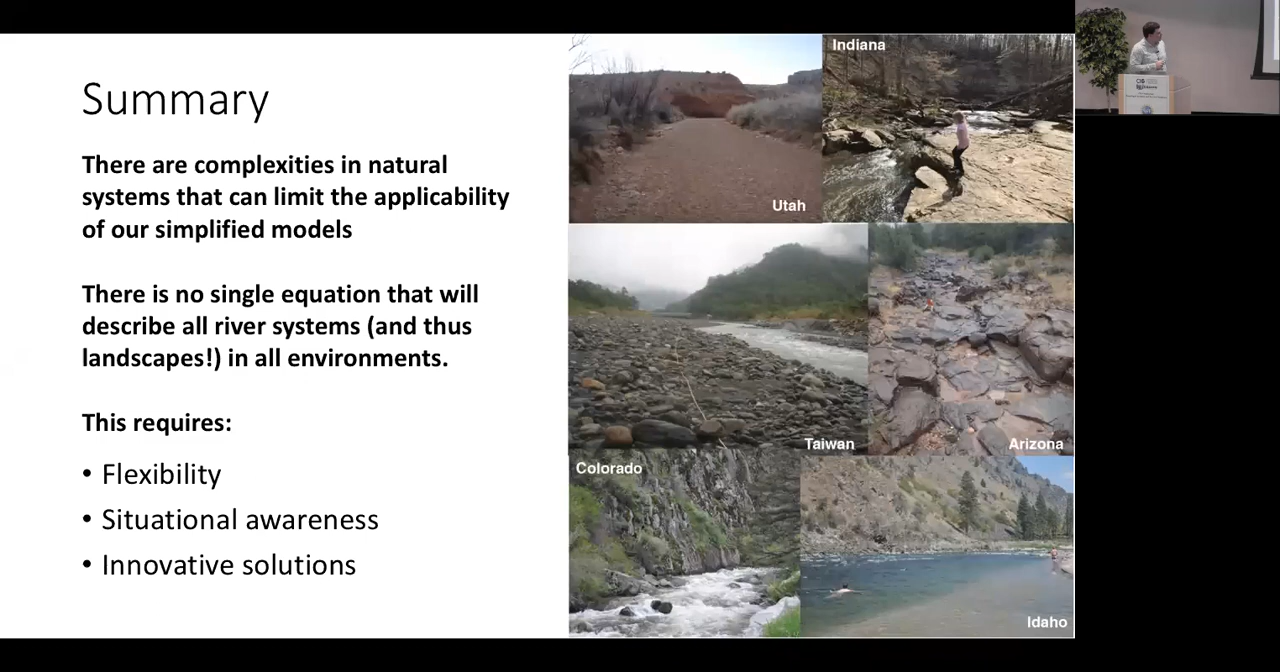 Summary
There are complexities in natural
systems that can limit the applicability
of our simplified models
There is no single equation that will
describe all river systems (and thus
landscapes!) in all environments.
This requires:
• Flexibility
• Situational awareness
• Innovative solutions
Utah
Indiana
Taiwan
Arizona
Colorado
Idaho